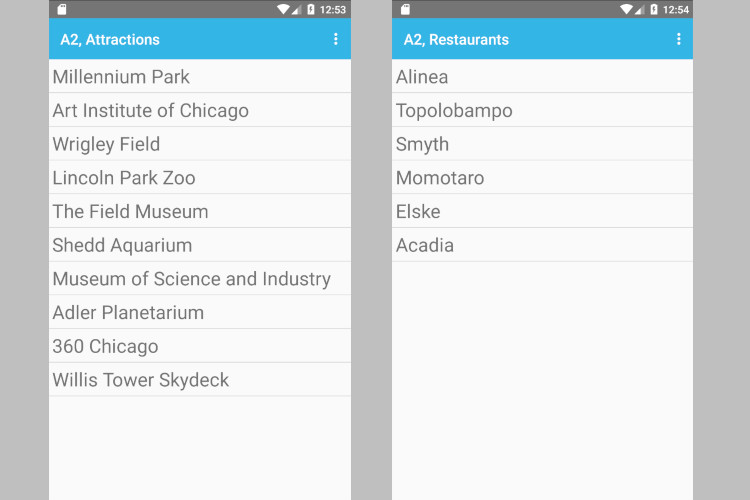 12:53
A2, Attractions
Millennium Park
Art Institute of Chicago
Wrigley Field
Lincoln Park Zoo
The Field Museum
Shedd Aquarium
Museum of Science and Industry
Adler Planetarium
360 Chicago
Willis Tower Skydeck
12:54
A2, Restaurants
Alinea
Topolobampo
Smyth
Momotaro
Elske
Acadia